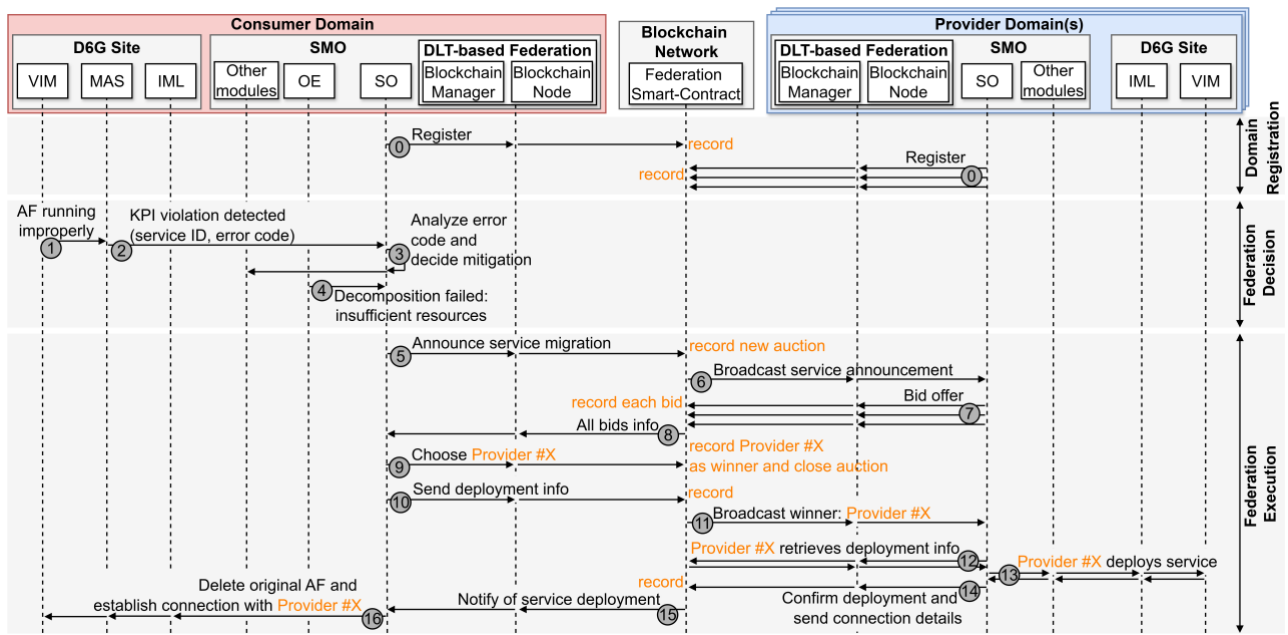 Consumer Domain
Provider Domain(s)
D6G Site
SMO
Blockchain
Network
SMO
D6G Site
DLT-based Federation
DLT-based Federation
VIM
MAS
IML
Other
modules
OE
SO
Blockchain
Manager
Blockchain
Node
Federation
Smart-Contract
Blockchain
Manager
Blockchain
Node
SO
Other
modules
IML
VIM
Domain
Registration
0
Register
record
Register
record
0
Federation
Decision
AF running
improperly
1
KPI violation detected
(service ID, error code)
2
Analyze error
code and
decide mitigation
3
4
Decomposition failed:
insufficient resources
Federation
Execution
5
Announce service migration
record new auction
6
Broadcast service announcement
record each bid
Bid offer
7
All bids info
8
9
Choose Provider #X
record Provider #X
as winner and close auction
10
Send deployment info
record
11
Broadcast winner: Provider #X
Provider #X retrieves deployment info
12
13
Provider #X deploys service
record
14
Confirm deployment and
send connection details
Notify of service deployment
15
Delete original AF and
establish connection with Provider #X
16